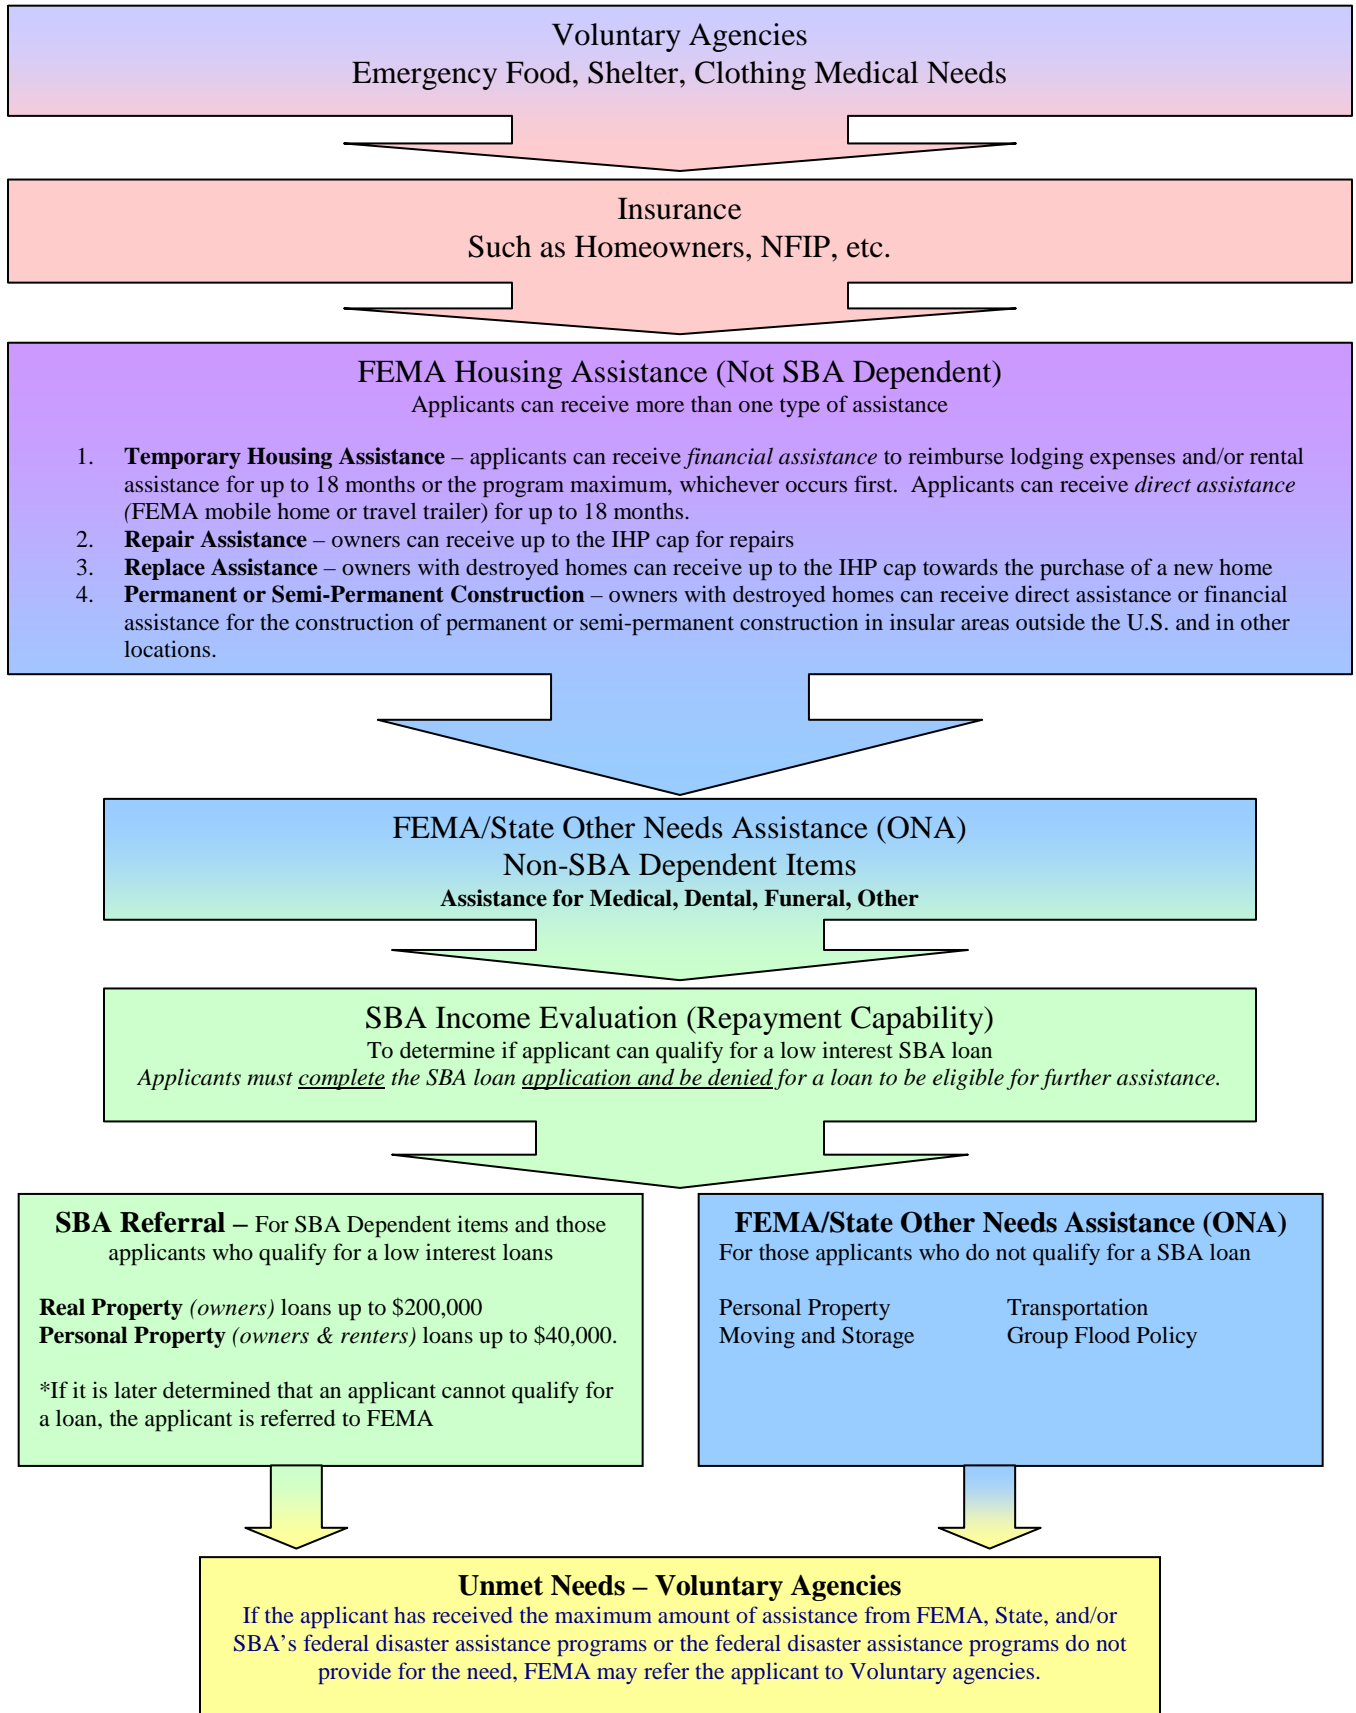 Voluntary Agencies
Emergency Food, Shelter, Clothing Medical Needs
Insurance
Such as Homeowners, NFIP, etc.
FEMA Housing Assistance (Not SBA Dependent)
Applicants can receive more than one type of assistance
1. Temporary Housing Assistance – applicants can receive financial assistance to reimburse lodging expenses and/or rental
assistance for up to 18 months or the program maximum, whichever occurs first. Applicants can receive direct assistance
(FEMA mobile home or travel trailer) for up to 18 months.
2. Repair Assistance – owners can receive up to the IHP cap for repairs
3. Replace Assistance – owners with destroyed homes can receive up to the IHP cap towards the purchase of a new home
4. Permanent or Semi-Permanent Construction – owners with destroyed homes can receive direct assistance or financial
assistance for the construction of permanent or semi-permanent construction in insular areas outside the U.S. and in other
locations.
FEMA/State Other Needs Assistance (ONA)
Non-SBA Dependent Items
Assistance for Medical, Dental, Funeral, Other
SBA Income Evaluation (Repayment Capability)
To determine if applicant can qualify for a low interest SBA loan
Applicants must complete the SBA loan application and be denied for a loan to be eligible for further assistance.
SBA Referral – For SBA Dependent items and those
applicants who qualify for a low interest loans
Real Property (owners) loans up to $200,000
Personal Property (owners & renters) loans up to $40,000.
*If it is later determined that an applicant cannot qualify for
a loan, the applicant is referred to FEMA
FEMA/State Other Needs Assistance (ONA)
For those applicants who do not qualify for a SBA loan
Personal Property Transportation
Moving and Storage Group Flood Policy
Unmet Needs – Voluntary Agencies
If the applicant has received the maximum amount of assistance from FEMA, State, and/or
SBA's federal disaster assistance programs or the federal disaster assistance programs do not
provide for the need, FEMA may refer the applicant to Voluntary agencies.